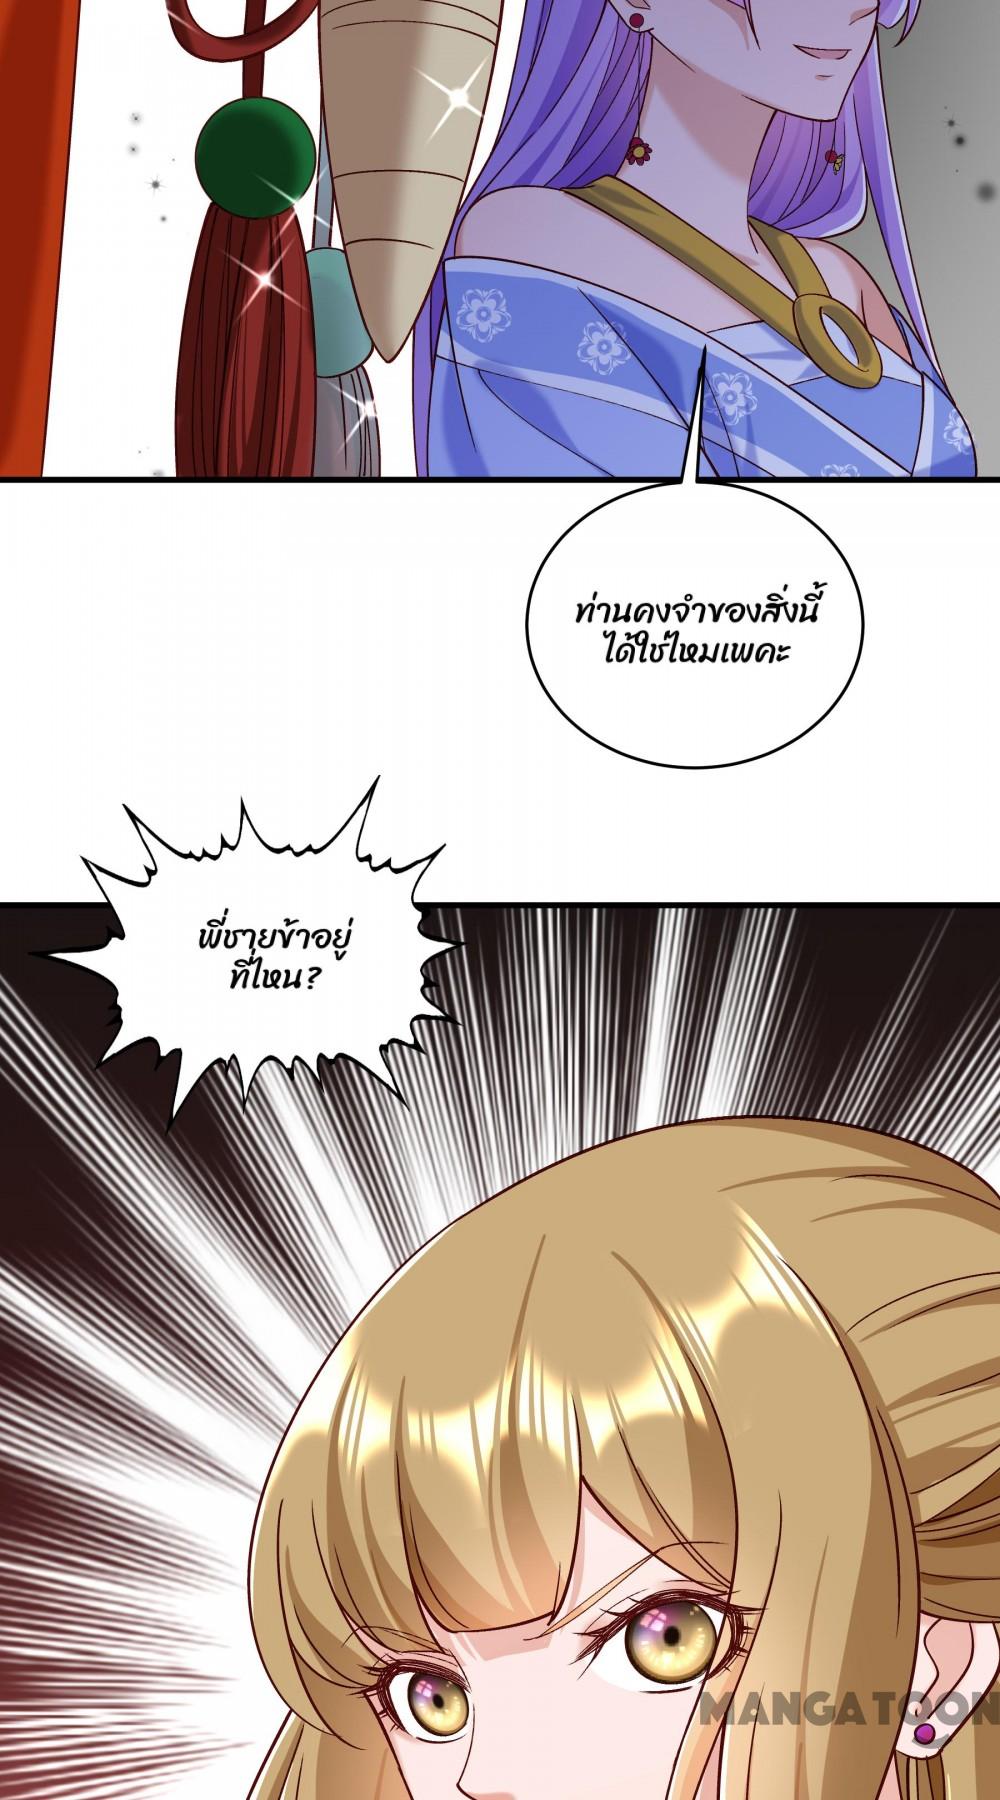 ท่านคงจำของสิ่งนี้
ได้ใช่ไหมเพคะ
พี่ชายข้าอยู่
ที่ไหน?
MANGATOON